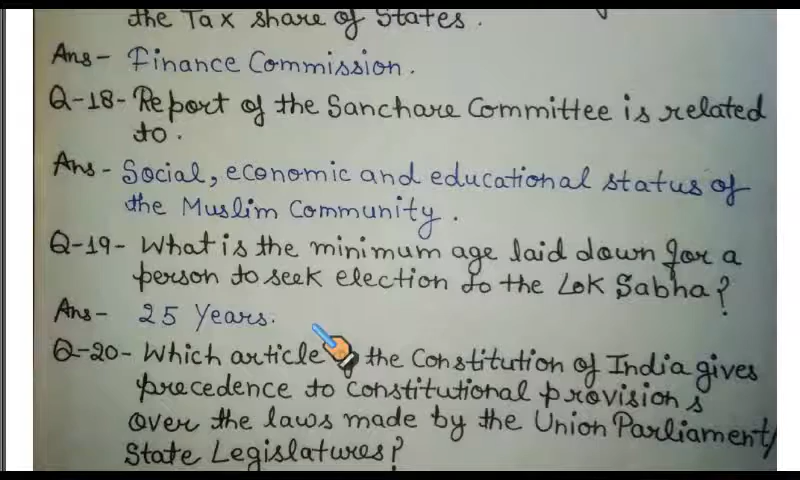 the Tax share of States.
Ans - Finance Commission.
Q-18- Report of the Sanchare Committee is related
to.
Ans - Social, economic and educational status of
the Muslim Community.
Q-19- What is the minimum age laid down for a
person to seek election to the Lok Sabha?
Ans - 25 Years.
Q-20- Which article the Constitution of India gives
precedence to Constitutional provisions
over the laws made by the Union Parliament/
State Legislatures?